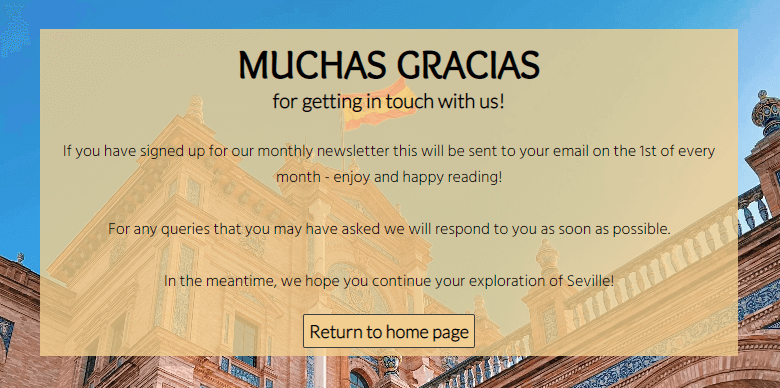 MUCHAS GRACIAS
for getting in touch with us!
If you have signed up for our monthly newsletter this will be sent to your email on the 1st of every
month - enjoy and happy reading!
For any queries that you may have asked we will respond to you as soon as possible.
In the meantime, we hope you continue your exploration of Seville!
Return to home page